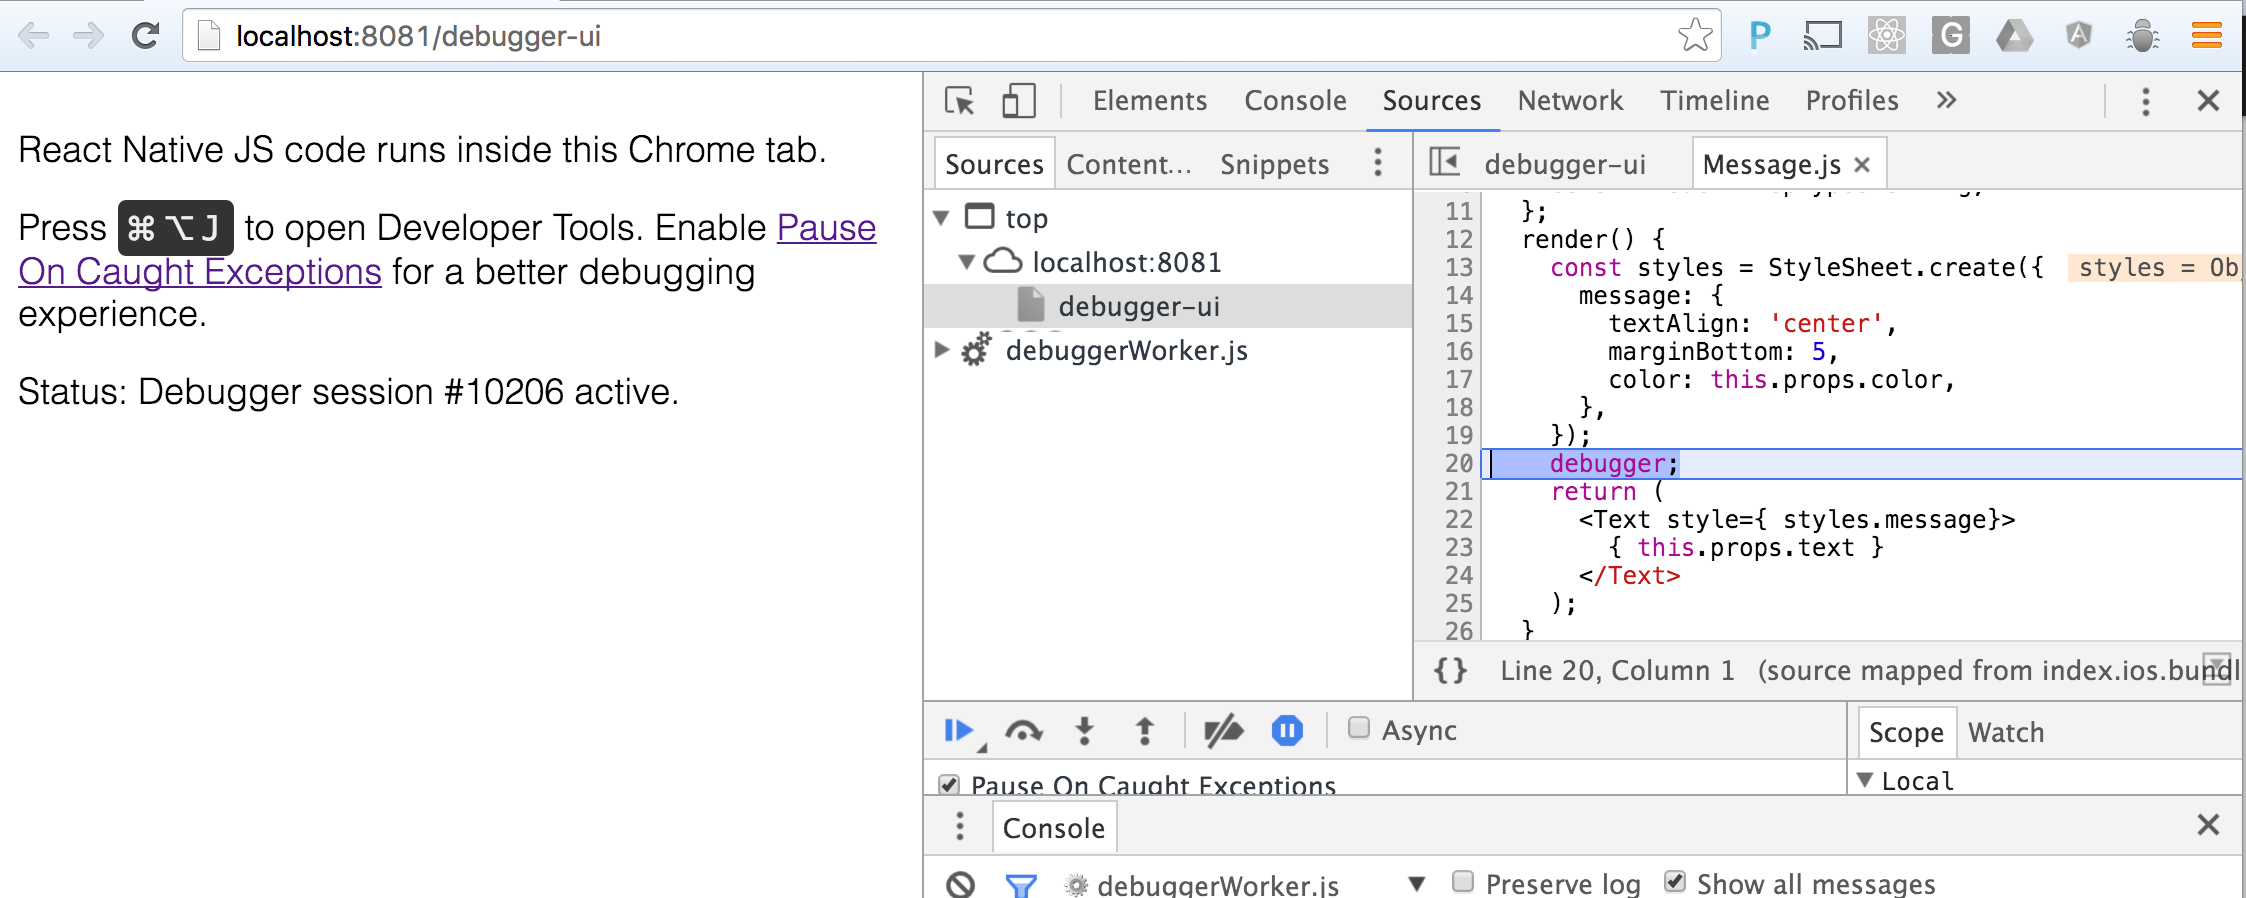 localhost:8081/debugger-ui
React Native JS code runs inside this Chrome tab.
Press ⌘⌥J to open Developer Tools. Enable Pause
On Caught Exceptions for a better debugging
experience.
Status: Debugger session #10206 active.
Elements Console Sources Network Timeline Profiles »
Sources Content... Snippets
top
localhost:8081
debugger-ui
debuggerWorker.js
debugger-ui Message.js ×
11 };
12 render() {
13 const styles = StyleSheet.create({ styles = Ob
14 message: {
15 textAlign: 'center',
16 marginBottom: 5,
17 color: this.props.color,
18 },
19 });
20 debugger;
21 return (
22 <Text style={ styles.message}>
23 { this.props.text }
24 </Text>
25 );
26 }
{} Line 20, Column 1 (source mapped from index.ios.bundl
Async
Pause On Caught Exceptions
Scope Watch
Local
Console
debuggerWorker.js Preserve log Show all messages